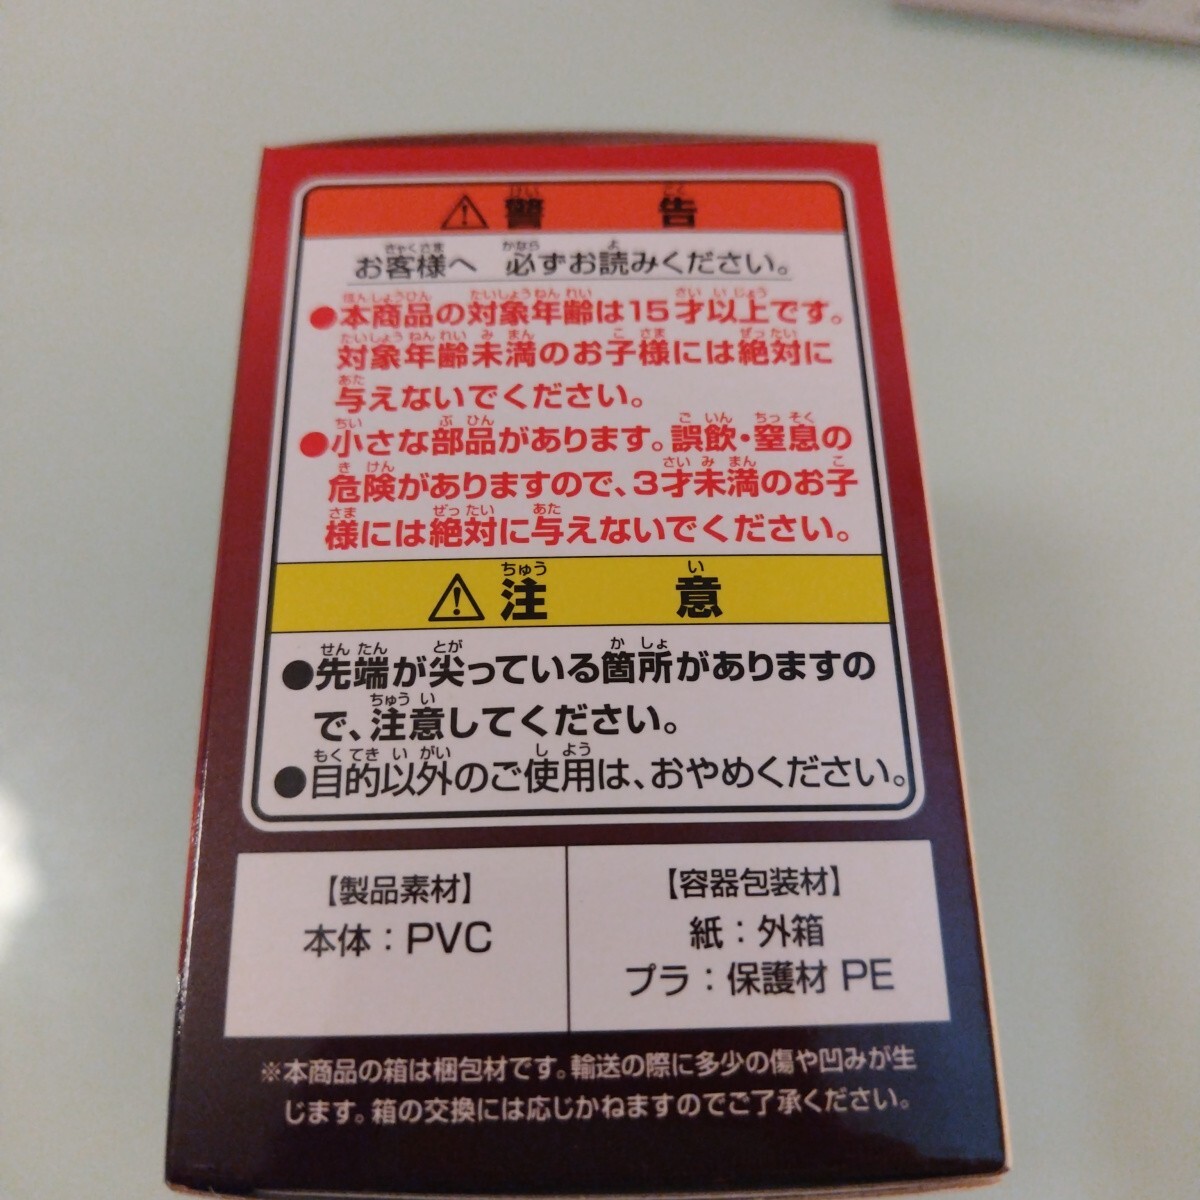 ⚠ 警告
お客様へ 必ずお読みください。
●本商品の対象年齢は15才以上です。
対象年齢未満のお子様には絶対に
与えないでください。
●小さな部品があります。誤飲・窒息の
危険がありますので、3才未満のお子
様には絶対に与えないでください。
⚠ 注意
●先端が尖っている箇所がありますの
で、注意してください。
●目的以外のご使用は、おやめください。
【製品素材】
本体：PVC
【容器包装材】
紙：外箱
プラ：保護材 PE
※本商品の箱は梱包材です。輸送の際に多少の傷や凹みが生
じます。箱の交換には応じかねますのでご了承ください。